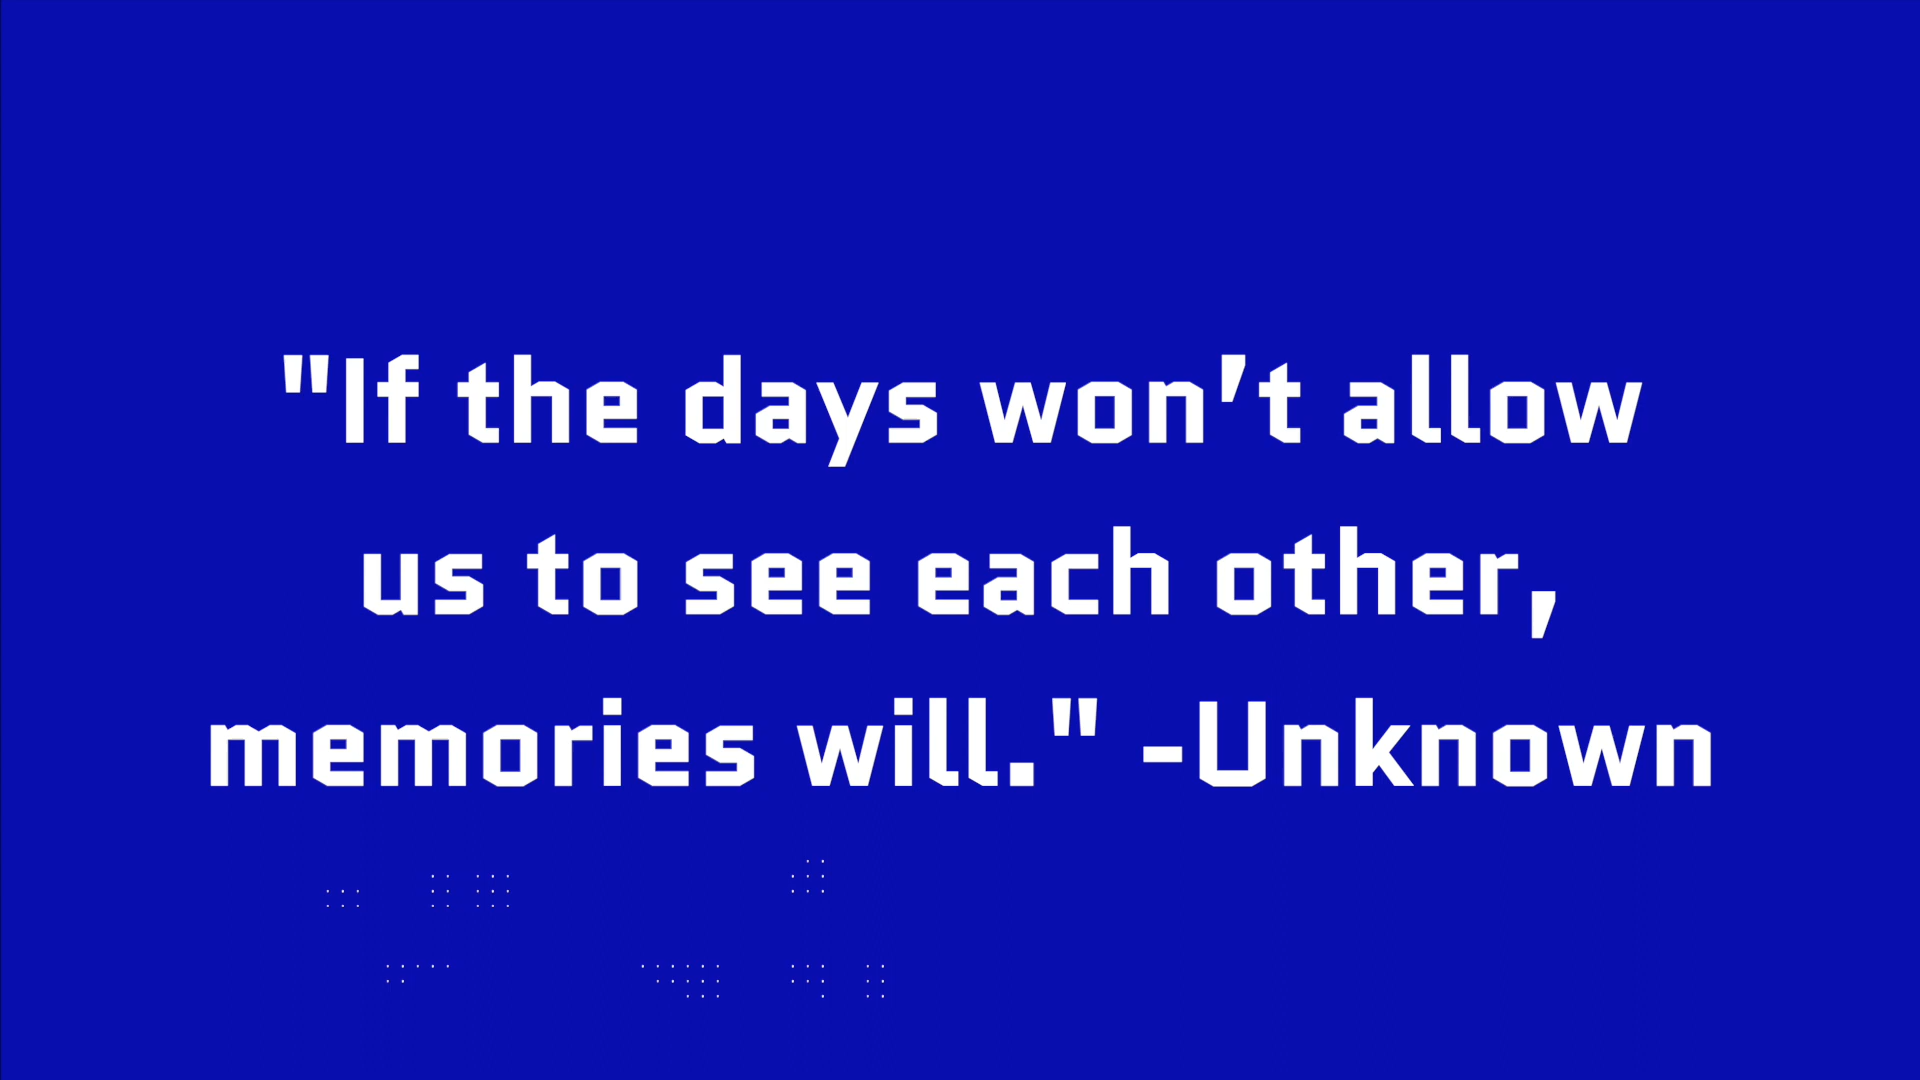 "If the days won't allow
us to see each other,
memories will." -Unknown